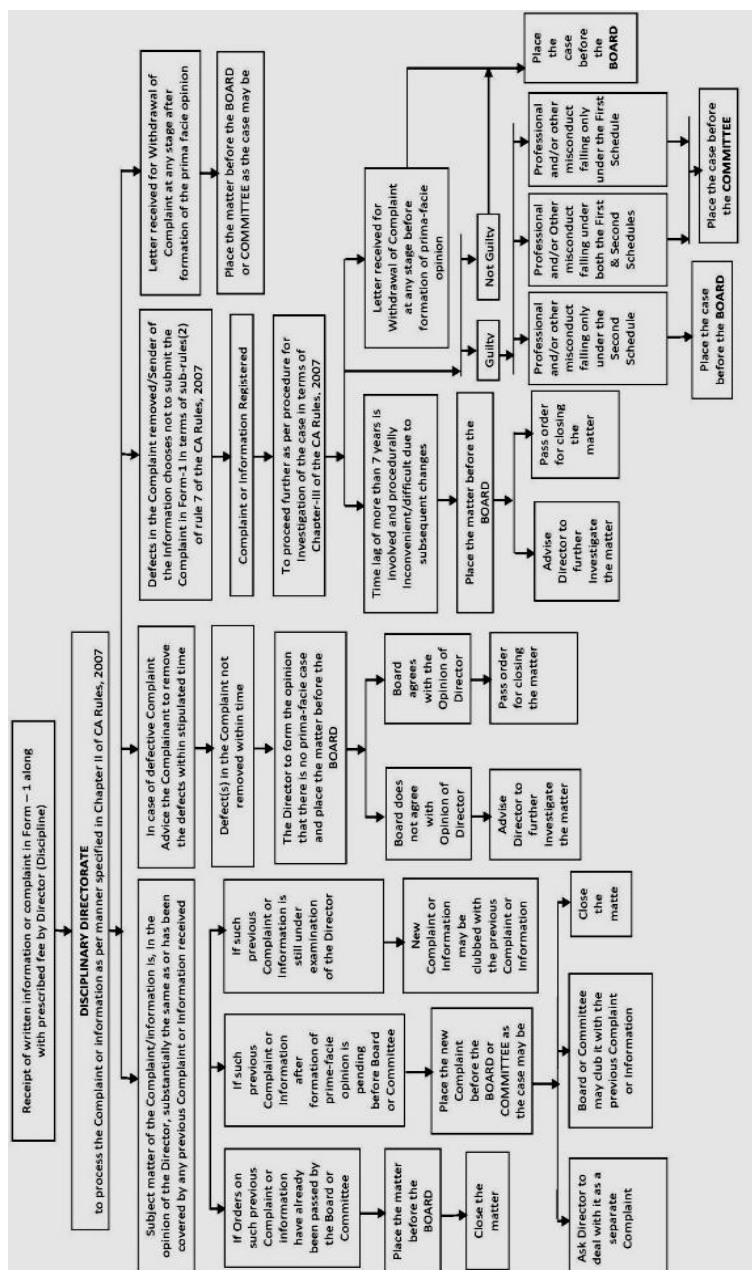 Receipt of written information or complaint in Form – 1 along
with prescribed fee by Director (Discipline)
DISCIPLINARY DIRECTORATE
to process the Complaint or information as per manner specified in Chapter II of CA Rules, 2007
Subject matter of the Complaint/information is, in the
opinion of the Director, substantially the same as or has been
covered by any previous Complaint or information received
If Orders on
such previous
Complaint or
information
have already
been passed by
the Board or
Committee
Place the matter
before the
BOARD
Close the
matter
If such
previous
Complaint or
Information
after
formation of
prime-facie
opinion is
pending
before Board
or Committee
Place the new
Complaint
before the
BOARD or
COMMITTEE as
the case may be
Ask Director to
deal with it as a
separate
Complaint
Board or Committee
may club it with the
previous Complaint
or Information
Close
the matte
If such
previous
Complaint or
Information is
still under
examination
of the Director
New
Complaint or
Information
may be
clubbed with
the previous
Complaint or
Information
In case of defective Complaint
Advice the Complainant to remove
the defects within stipulated time
Defect(s) in the Complaint not
removed within time
The Director to form the opinion
that there is no prima-facie case
and place the matter before the
BOARD
Board does
not agree
with
Opinion of
Director
Advise
Director to
further
Investigate
the matter
Board
agrees
with the
Opinion of
Director
Pass order
for closing
the matter
Defects in the Complaint removed/Sender of
the Information chooses not to submit the
Complaint in Form-1 in terms of sub-rules(2)
of rule 7 of the CA Rules, 2007
Complaint or Information Registered
To proceed further as per procedure for
Investigation of the case in terms of
Chapter-III of the CA Rules, 2007
Time lag of more than 7 years is
involved and procedurally
Inconvenient/difficult due to
subsequent changes
Place the matter before the
BOARD
Advise
Director to
further
Investigate
the matter
Pass order
for closing
the
matter
Letter received for
Withdrawal of Complaint
at any stage before
formation of prima-facie
opinion
Guilty
Not Guilty
Professional
and/or other
misconduct
falling only
under the
Second
Schedule
Place the case
before the BOARD
Professional
and/or Other
misconduct
falling under
both the First
& Second
Schedules
Professional
and/or other
misconduct
falling only
under the First
Schedule
Place the case before
the COMMITTEE
Place
the
case
before
the
BOARD
Letter received for Withdrawal of
Complaint at any stage after
formation of the prima facie opinion
Place the matter before the BOARD
or COMMITTEE as the case may be